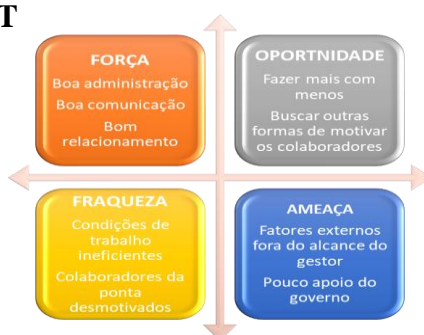 T
FORÇA
Boa administração
Boa comunicação
Bom
relacionamento
OPORTNIDADE
Fazer mais com
menos
Buscar outras
formas de motivar
os colaboradores
FRAQUEZA
Condições de
trabalho
ineficientes
Colaboradores da
ponta
desmotivados
AMEAÇA
Fatores externos
fora do alcance do
gestor
Pouco apoio do
governo